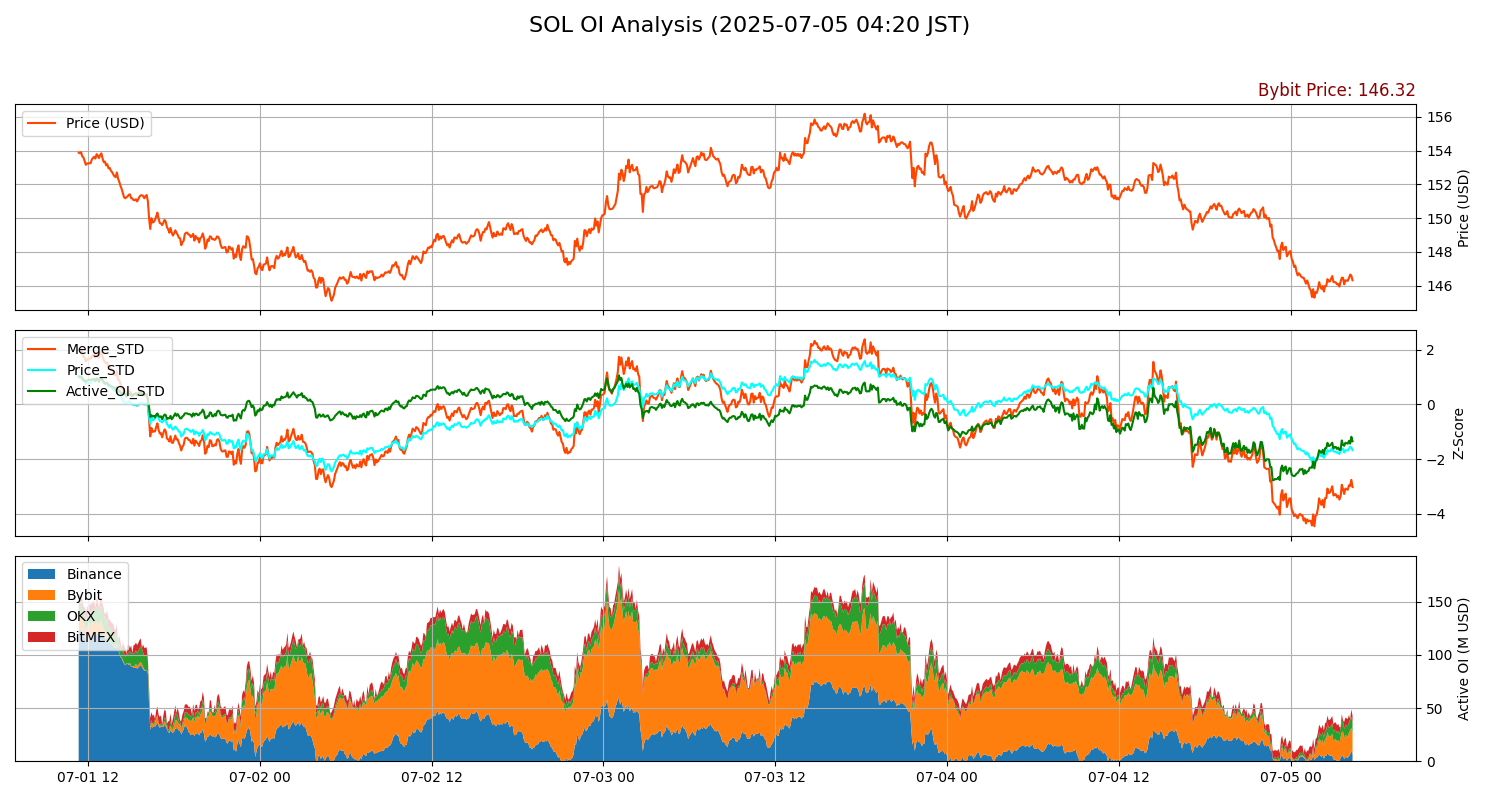 SOL OI Analysis (2025-07-05 04:20 JST)
Bybit Price: 146.32
Price (USD)
156
154
152
150
148
146
Price (USD)
Merge_STD
Price_STD
Active_OI_STD
2
0
−2
−4
Z-Score
Binance
Bybit
OKX
BitMEX
150
100
50
0
Active OI (M USD)
07-01 12
07-02 00
07-02 12
07-03 00
07-03 12
07-04 00
07-04 12
07-05 00